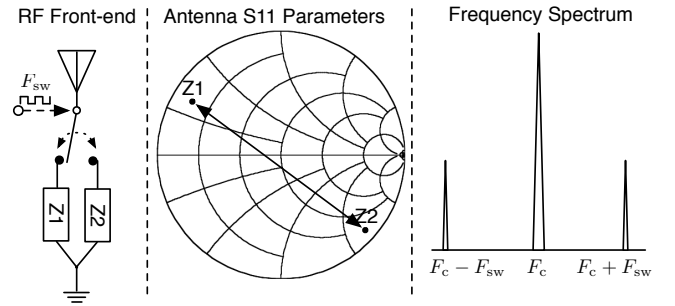 RF Front-end
Antenna S11 Parameters
Frequency Spectrum
F_sw
Z1
Z2
Z1
Z2
F_c − F_sw
F_c
F_c + F_sw